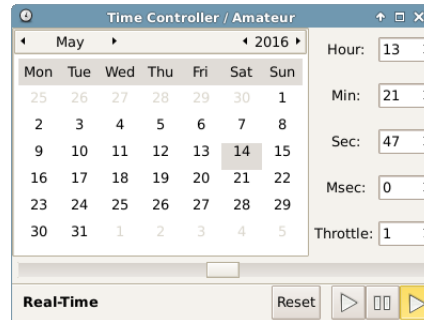 Time Controller / Amateur
May 2016
Mon Tue Wed Thu Fri Sat Sun
25 26 27 28 29 30 1
2 3 4 5 6 7 8
9 10 11 12 13 14 15
16 17 18 19 20 21 22
23 24 25 26 27 28 29
30 31 1 2 3 4 5
Hour: 13
Min: 21
Sec: 47
Msec: 0
Throttle: 1
Real-Time Reset